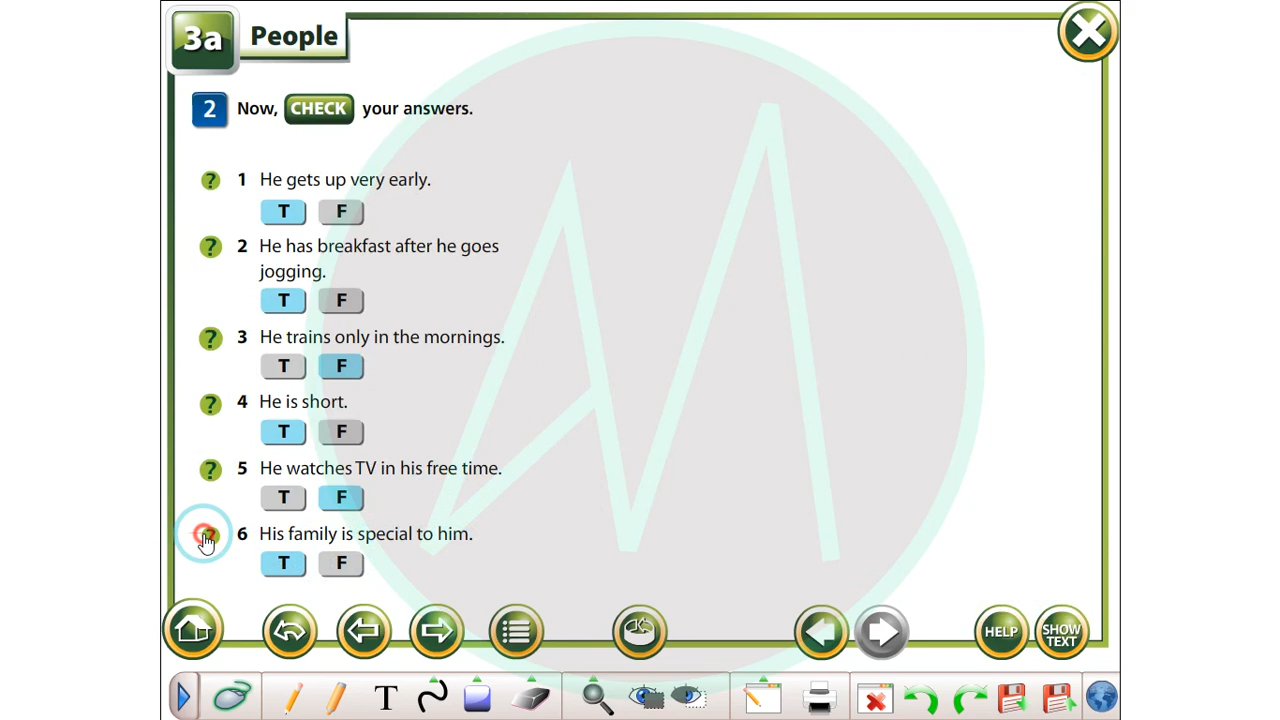 3a People
2 Now, CHECK your answers.
? 1 He gets up very early.
T F
? 2 He has breakfast after he goes
jogging.
T F
? 3 He trains only in the mornings.
T F
? 4 He is short.
T F
? 5 He watches TV in his free time.
T F
? 6 His family is special to him.
T F
HELP SHOW
TEXT
T